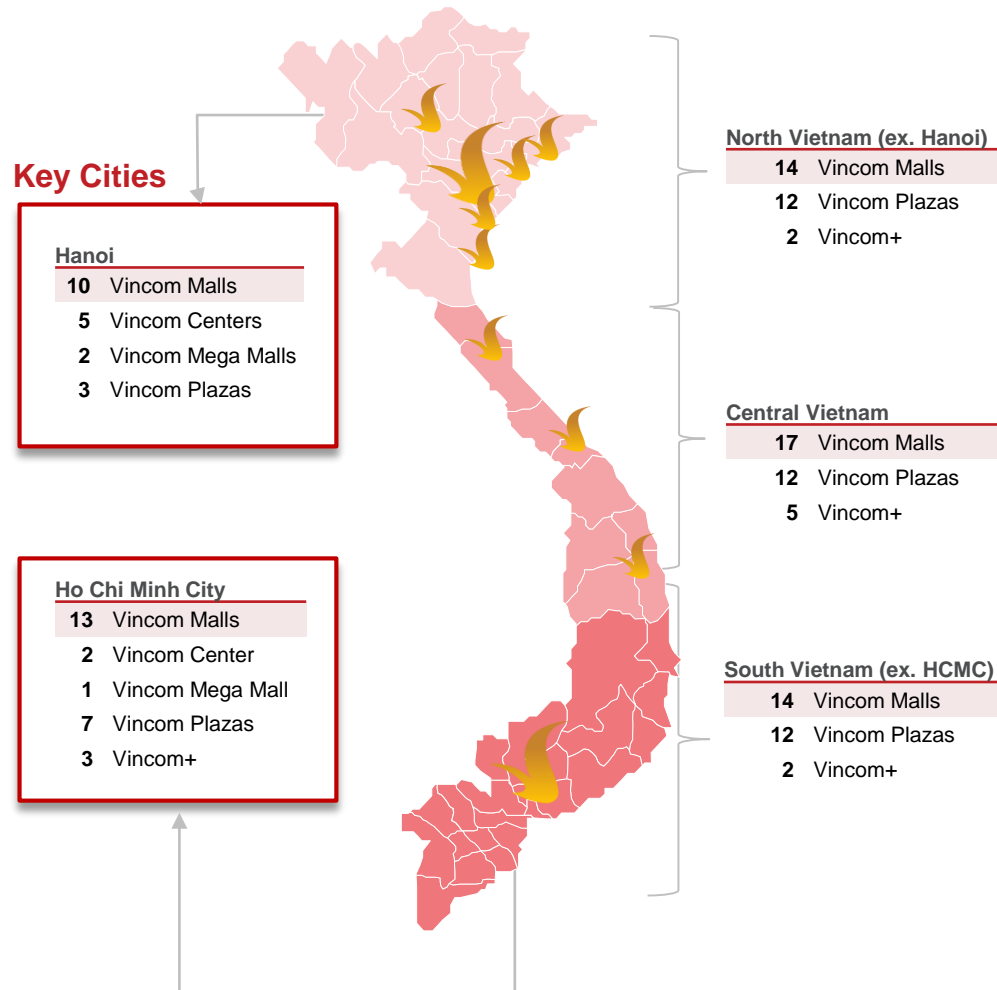 Key Cities
Hanoi
10 Vincom Malls
5 Vincom Centers
2 Vincom Mega Malls
3 Vincom Plazas
Ho Chi Minh City
13 Vincom Malls
2 Vincom Center
1 Vincom Mega Mall
7 Vincom Plazas
3 Vincom+
North Vietnam (ex. Hanoi)
14 Vincom Malls
12 Vincom Plazas
2 Vincom+
Central Vietnam
17 Vincom Malls
12 Vincom Plazas
5 Vincom+
South Vietnam (ex. HCMC)
14 Vincom Malls
12 Vincom Plazas
2 Vincom+